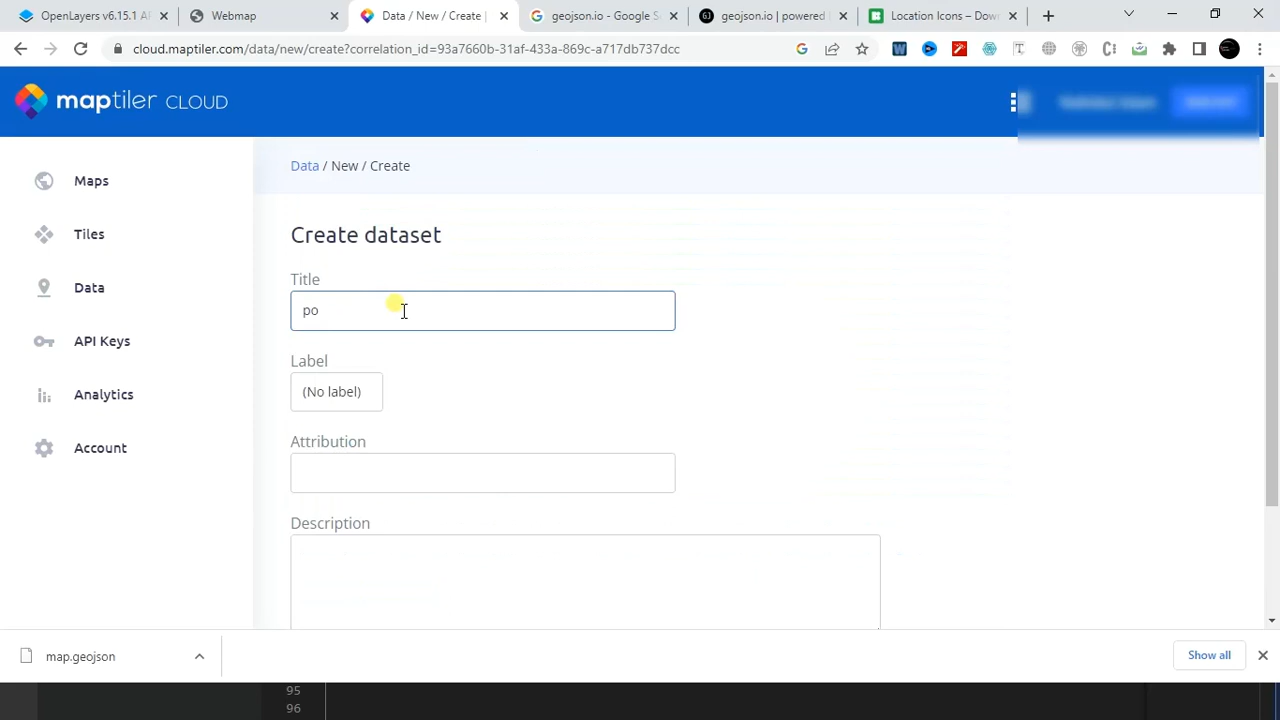 OpenLayers v6.15.1 A
Webmap
Data / New / Create |
geojson.io - Google S
geojson.io | powered
Location Icons – Dow
cloud.maptiler.com/data/new/create?correlation_id=93a7660b-31af-433a-869c-a717db737dcc
maptiler CLOUD
Maps
Tiles
Data
API Keys
Analytics
Account
Data / New / Create
Create dataset
Title
po
Label
(No label)
Attribution
Description
map.geojson
Show all
95
96